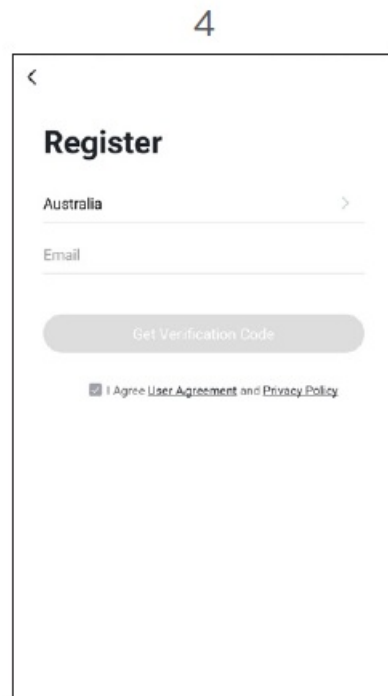 4
Register
Australia
Email
Get Verification Code
I Agree User Agreement and Privacy Policy